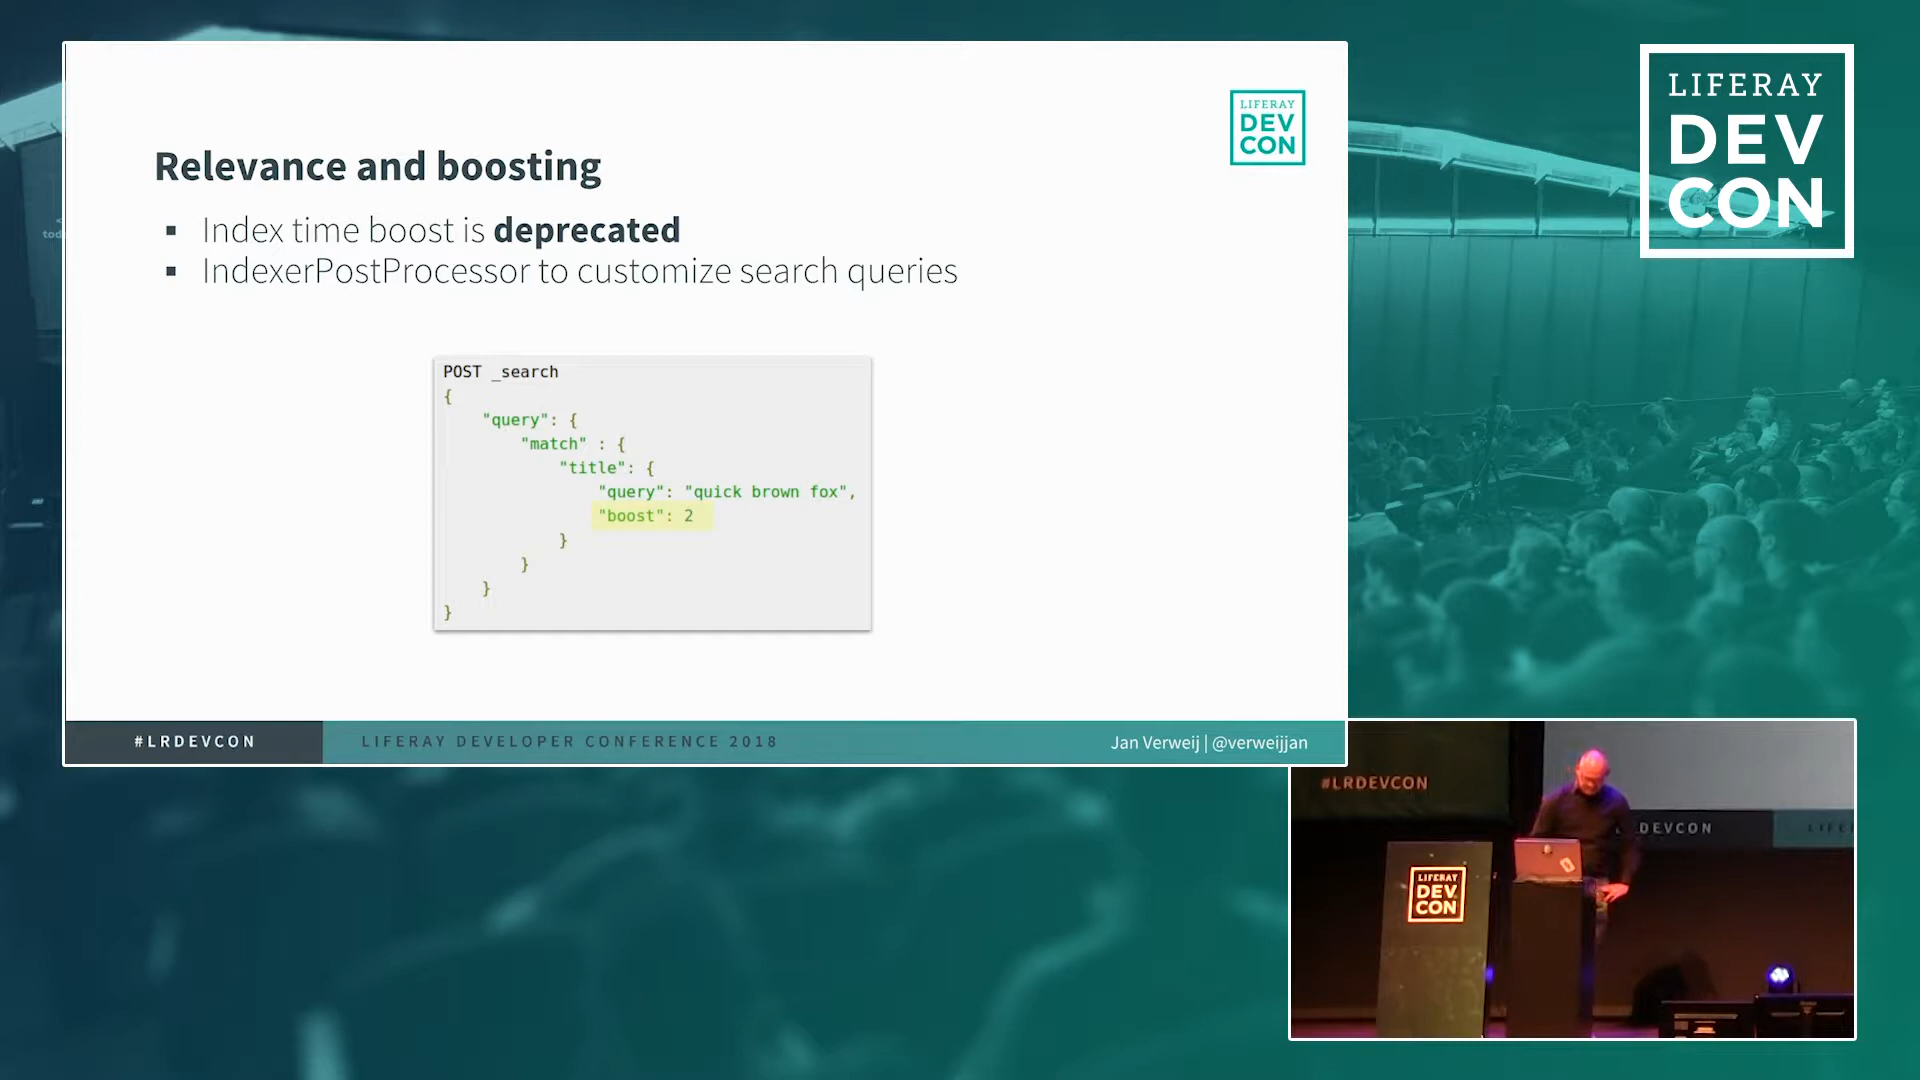 LIFERAY
DEV
CON
Relevance and boosting
▪ Index time boost is deprecated
▪ IndexerPostProcessor to customize search queries
POST _search
{
"query": {
"match" : {
"title": {
"query": "quick brown fox",
"boost": 2
}
}
}
}
#LRDEVCON
LIFERAY DEVELOPER CONFERENCE 2018
Jan Verweij | @verweijjan
LIFERAY
DEV
CON
#LRDEVCON
DEVCON
LIFERAY
DEV
CON